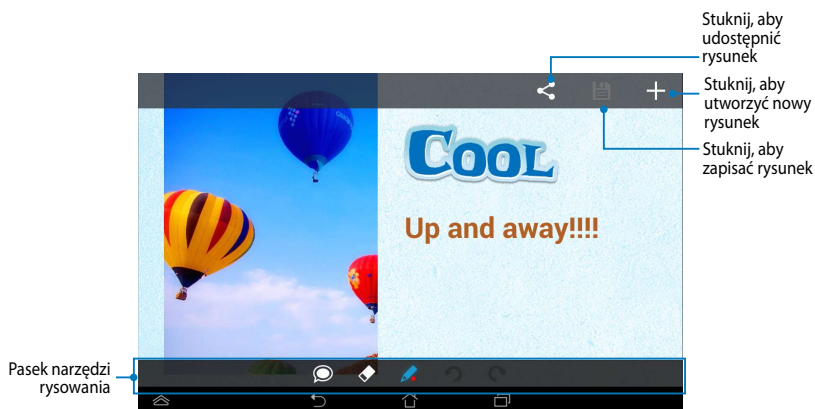 Stuknij, aby
udostępnić
rysunek
Stuknij, aby
utworzyć nowy
rysunek
Stuknij, aby
zapisać rysunek
COOL
Up and away!!!!
Pasek narzędzi
rysowania